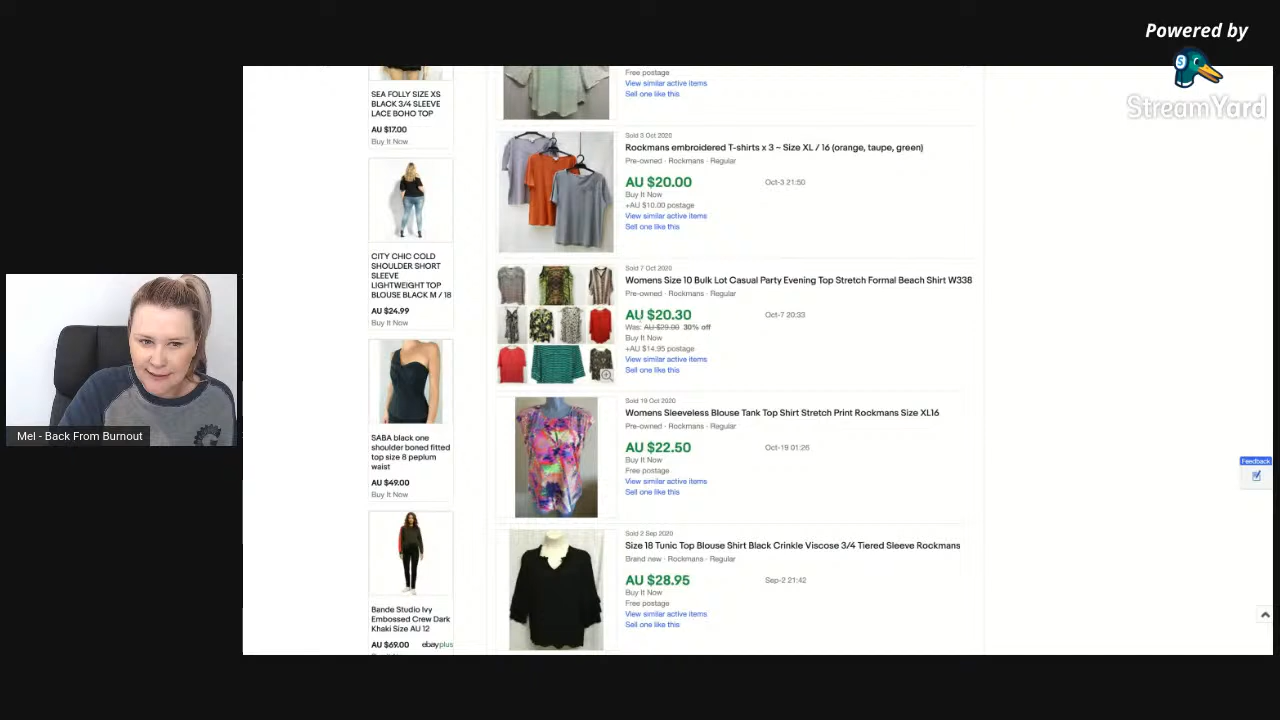 Powered by
StreamYard
SEA FOLLY SIZE XS
BLACK 3/4 SLEEVE
LACE BOHO TOP
AU $17.00
Buy It Now
CITY CHIC COLD
SHOULDER SHORT
SLEEVE
LIGHTWEIGHT TOP
BLOUSE BLACK M / 18
AU $24.99
Buy It Now
SABA black one
shoulder boned fitted
top size 8 peplum
waist
AU $49.00
Buy It Now
Bande Studio Ivy
Embossed Crew Dark
Khaki Size AU 12
AU $69.00 ebayplus
Free postage
View similar active items
Sell one like this
Sold 3 Oct 2020
Rockmans embroidered T-shirts x 3 ~ Size XL / 16 (orange, taupe, green)
Pre-owned · Rockmans · Regular
AU $20.00 Oct-3 21:50
Buy It Now
+AU $10.00 postage
View similar active items
Sell one like this
Sold 7 Oct 2020
Womens Size 10 Bulk Lot Casual Party Evening Top Stretch Formal Beach Shirt W338
Pre-owned · Rockmans · Regular
AU $20.30 Oct-7 20:33
Was: AU $29.00 30% off
Buy It Now
+AU $14.95 postage
View similar active items
Sell one like this
Sold 19 Oct 2020
Womens Sleeveless Blouse Tank Top Shirt Stretch Print Rockmans Size XL16
Pre-owned · Rockmans · Regular
AU $22.50 Oct-19 01:26
Buy It Now
Free postage
View similar active items
Sell one like this
Sold 2 Sep 2020
Size 18 Tunic Top Blouse Shirt Black Crinkle Viscose 3/4 Tiered Sleeve Rockmans
Brand new · Rockmans · Regular
AU $28.95 Sep-2 21:42
Buy It Now
Free postage
View similar active items
Sell one like this
Feedback
Mel - Back From Burnout